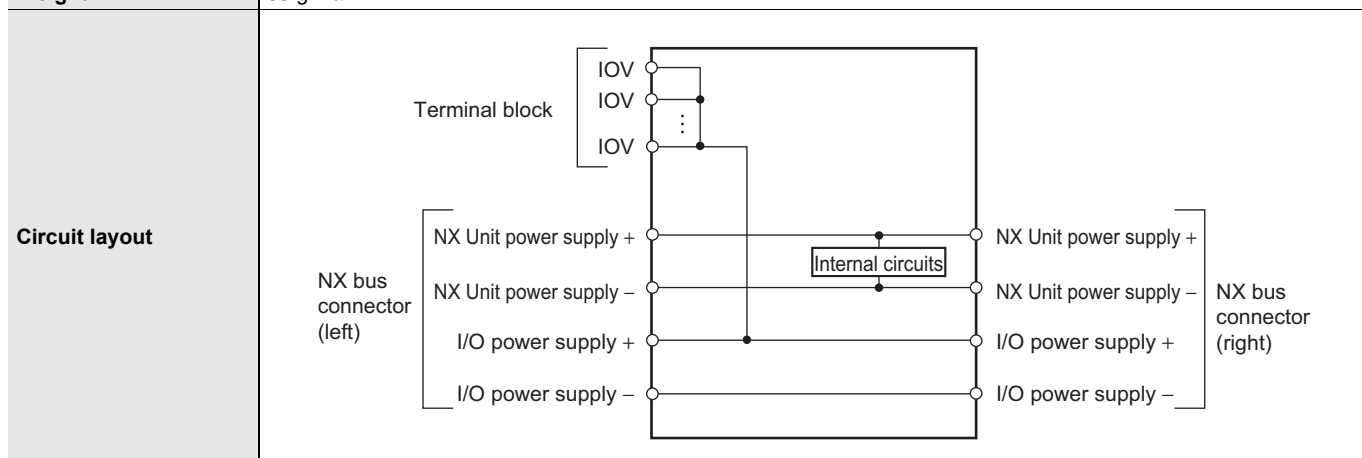 Circuit layout
Terminal block
IOV
IOV
⋮
IOV
NX bus
connector
(left)
NX Unit power supply +
NX Unit power supply −
I/O power supply +
I/O power supply −
Internal circuits
NX Unit power supply +
NX Unit power supply −
I/O power supply +
I/O power supply −
NX bus
connector
(right)